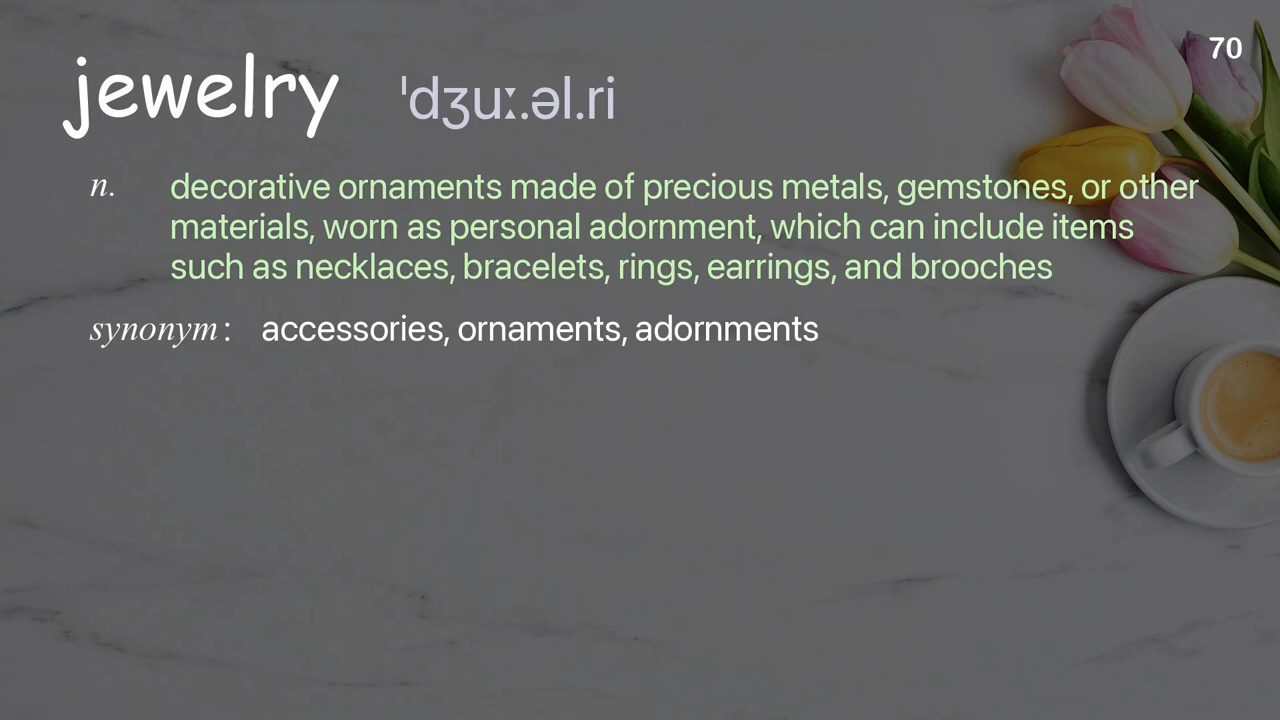 70
jewelry ˈdʒuː.əl.ri
n. decorative ornaments made of precious metals, gemstones, or other
materials, worn as personal adornment, which can include items
such as necklaces, bracelets, rings, earrings, and brooches
synonym: accessories, ornaments, adornments